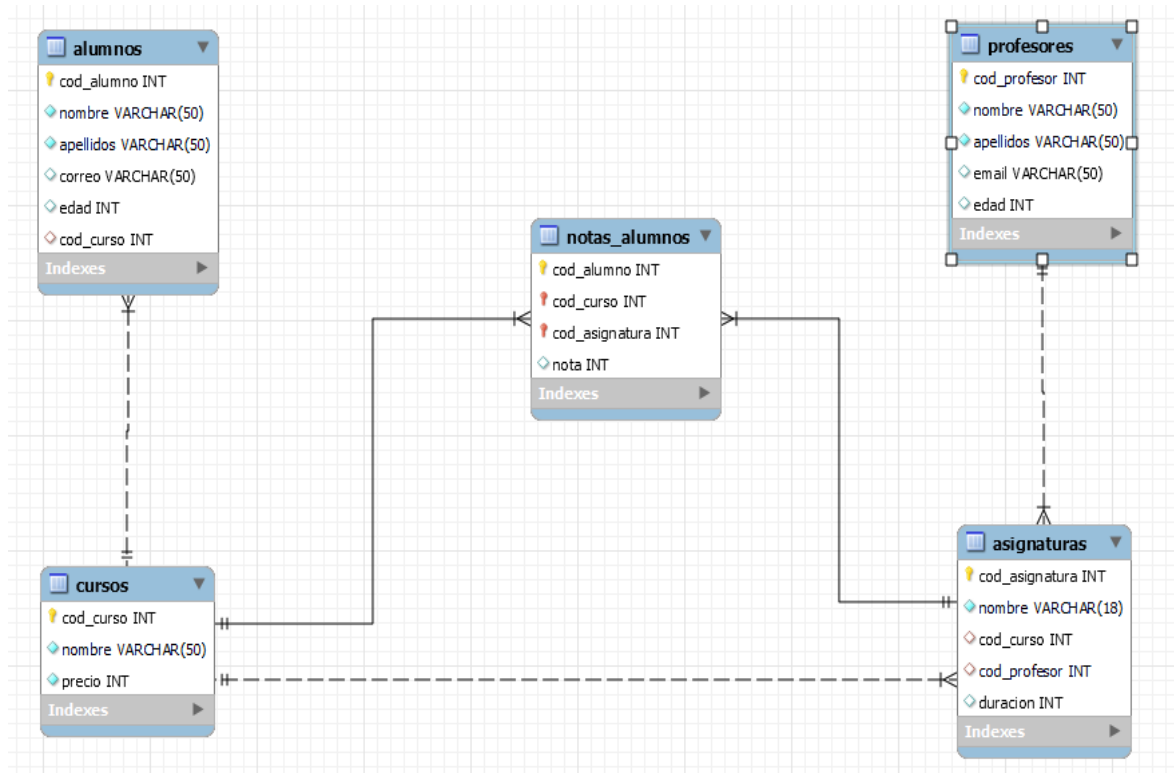 alumnos
cod_alumno INT
nombre VARCHAR(50)
apellidos VARCHAR(50)
correo VARCHAR(50)
edad INT
cod_curso INT
Indexes
profesores
cod_profesor INT
nombre VARCHAR(50)
apellidos VARCHAR(50)
email VARCHAR(50)
edad INT
Indexes
notas_alumnos
cod_alumno INT
cod_curso INT
cod_asignatura INT
nota INT
Indexes
cursos
cod_curso INT
nombre VARCHAR(50)
precio INT
Indexes
asignaturas
cod_asignatura INT
nombre VARCHAR(18)
cod_curso INT
cod_profesor INT
duracion INT
Indexes